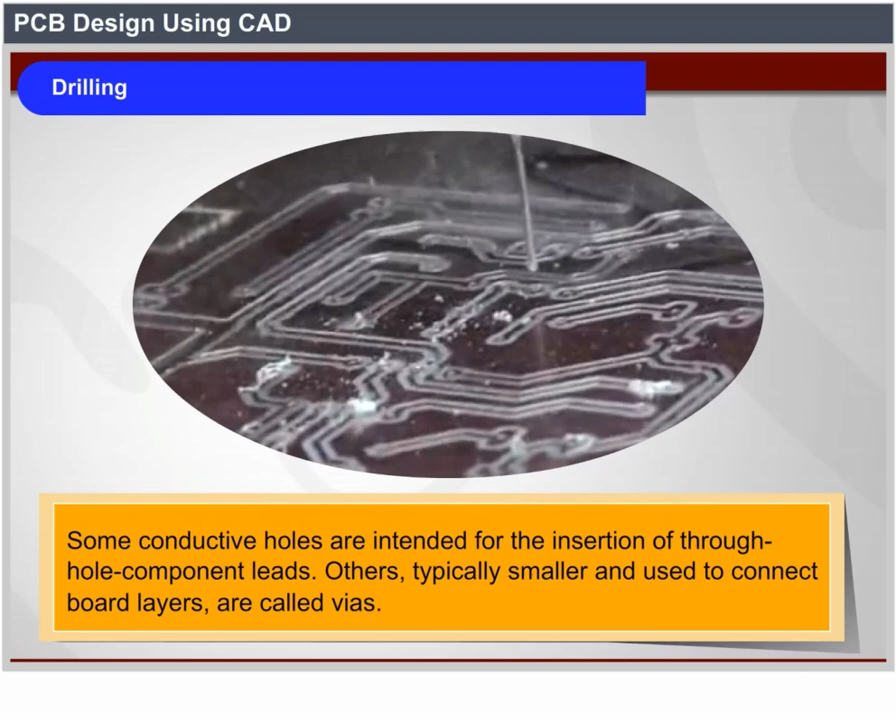 PCB Design Using CAD
Drilling
Some conductive holes are intended for the insertion of through-
hole-component leads. Others, typically smaller and used to connect
board layers, are called vias.